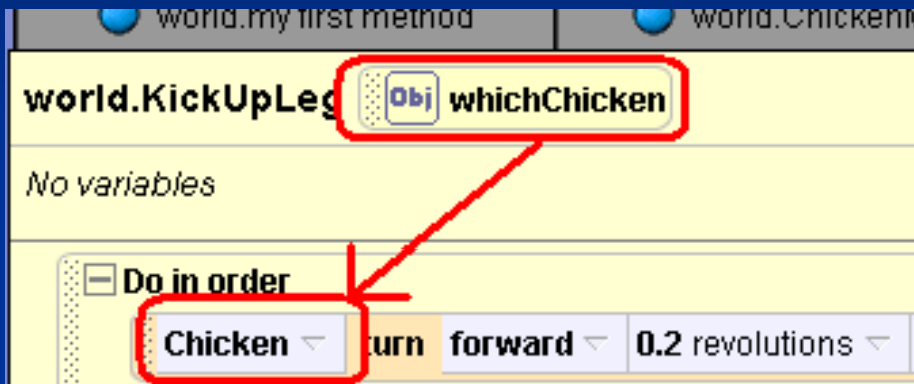 world.my first method world.Chicken
world.KickUpLeg Obj whichChicken
No variables
Do in order
Chicken turn forward 0.2 revolutions